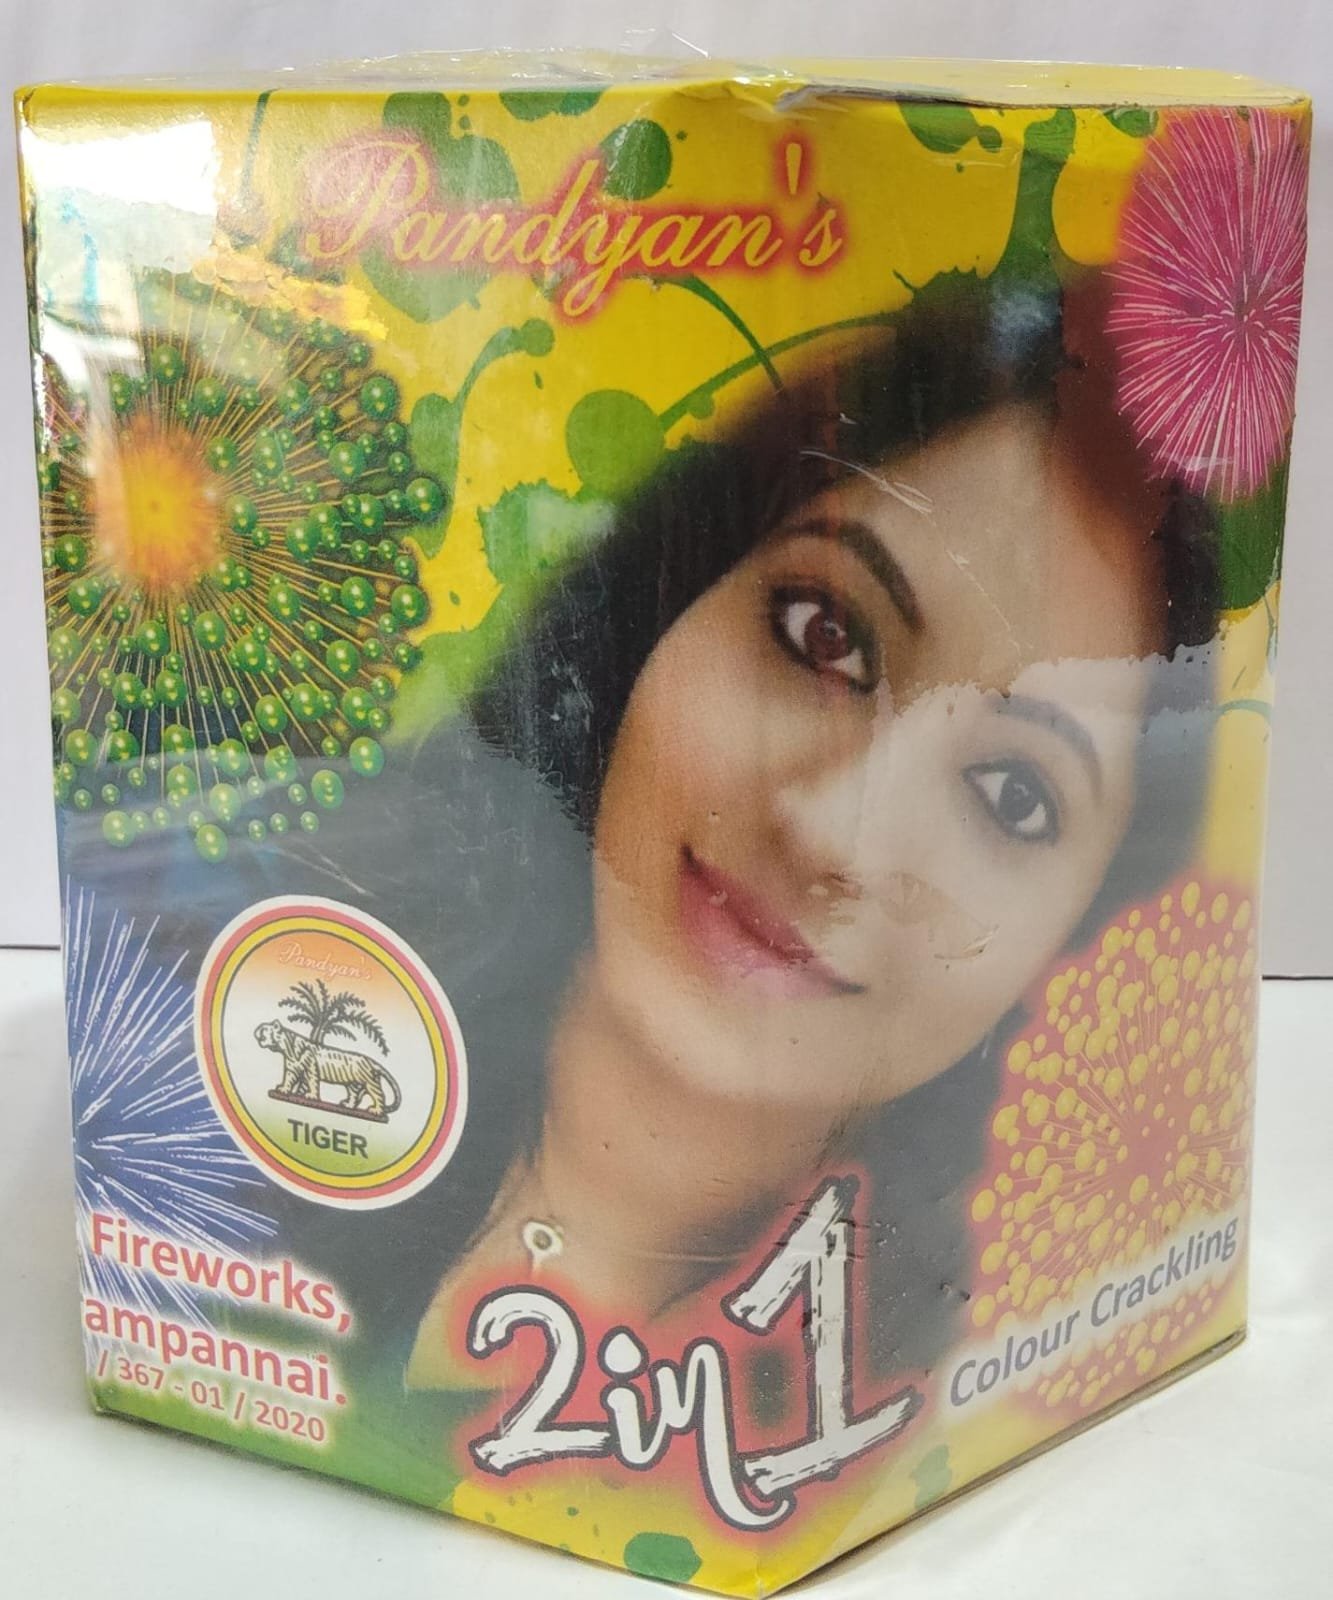 Pandyan's
Pandyan's
TIGER
Fireworks,
ampannai.
/ 367 - 01 / 2020
2in1
Colour Crackling